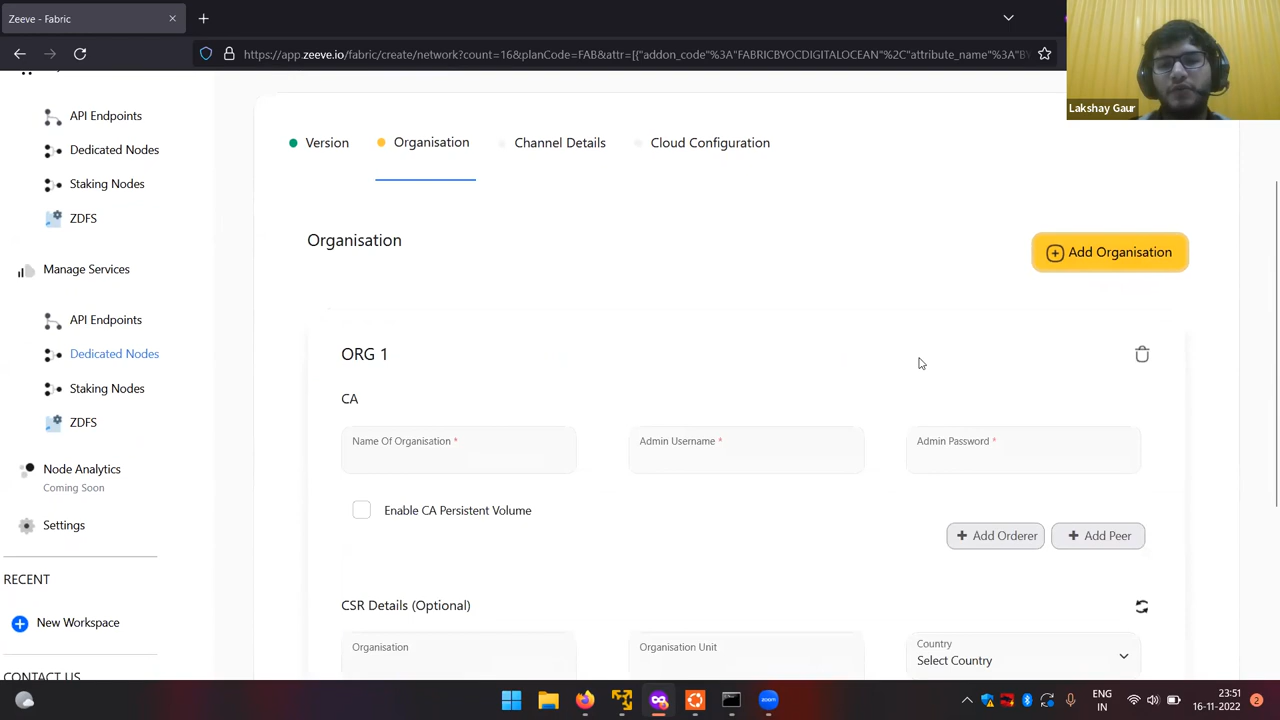 Zeeve - Fabric
https://app.zeeve.io/fabric/create/network?count=16&planCode=FAB&attr=[{"addon_code"%3A"FABRICBYOCDIGITALOCEAN"%2C"attribute_name"%3A"BY
Lakshay Gaur
API Endpoints
Dedicated Nodes
Staking Nodes
ZDFS
Manage Services
API Endpoints
Dedicated Nodes
Staking Nodes
ZDFS
Node Analytics
Coming Soon
Settings
RECENT
New Workspace
CONTACT US
Version
Organisation
Channel Details
Cloud Configuration
Organisation
Add Organisation
ORG 1
CA
Name Of Organisation *
Admin Username *
Admin Password *
Enable CA Persistent Volume
Add Orderer
Add Peer
CSR Details (Optional)
Organisation
Organisation Unit
Country
Select Country
zoom
ENG
IN
23:51
16-11-2022
2